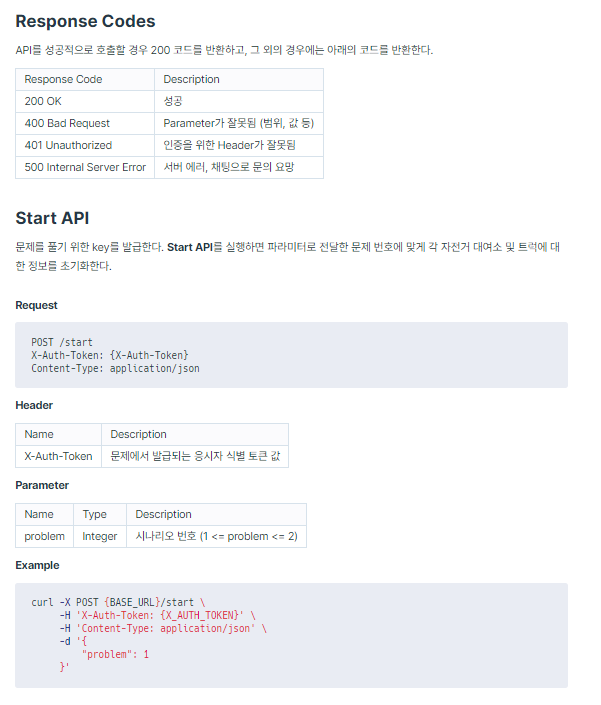 Response Codes
API를 성공적으로 호출할 경우 200 코드를 반환하고, 그 외의 경우에는 아래의 코드를 반환한다.
Response Code Description
200 OK 성공
400 Bad Request Parameter가 잘못됨 (범위, 값 등)
401 Unauthorized 인증을 위한 Header가 잘못됨
500 Internal Server Error 서버 에러, 채팅으로 문의 요망
Start API
문제를 풀기 위한 key를 발급한다. Start API를 실행하면 파라미터로 전달한 문제 번호에 맞게 각 자전거 대여소 및 트럭에 대
한 정보를 초기화한다.
Request
POST /start
X-Auth-Token: {X-Auth-Token}
Content-Type: application/json
Header
Name Description
X-Auth-Token 문제에서 발급되는 응시자 식별 토큰 값
Parameter
Name Type Description
problem Integer 시나리오 번호 (1 <= problem <= 2)
Example
curl -X POST {BASE_URL}/start \
-H 'X-Auth-Token: {X_AUTH_TOKEN}' \
-H 'Content-Type: application/json' \
-d '{
"problem": 1
}'